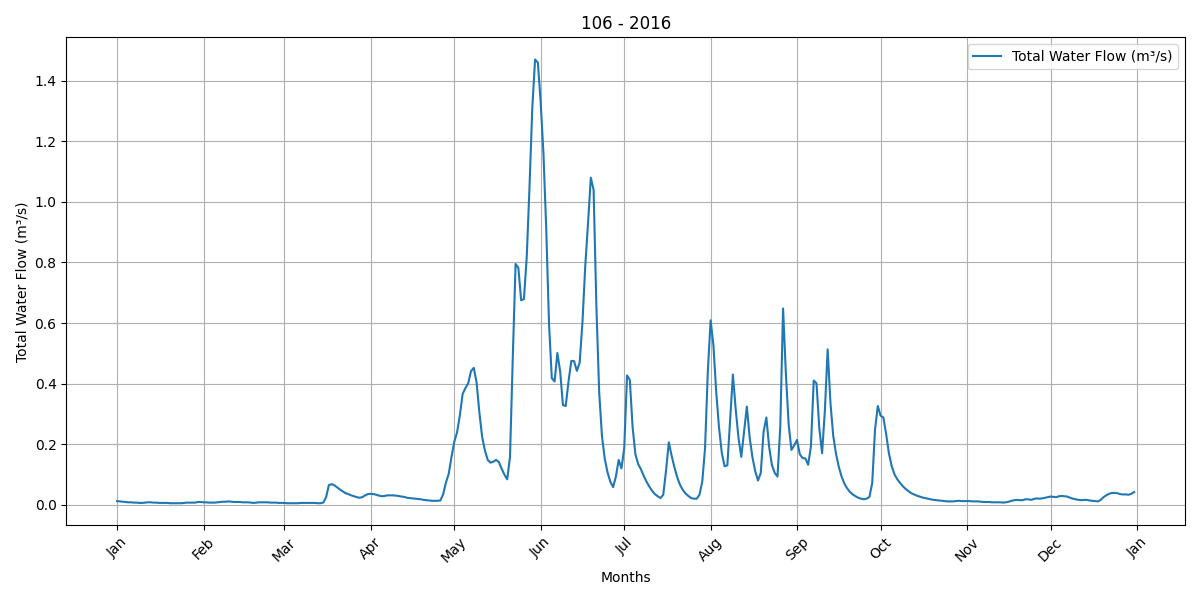 106 - 2016
Total Water Flow (m³/s)
Total Water Flow (m³/s)
1.4
1.2
1.0
0.8
0.6
0.4
0.2
0.0
Jan
Feb
Mar
Apr
May
Jun
Jul
Aug
Sep
Oct
Nov
Dec
Jan
Months